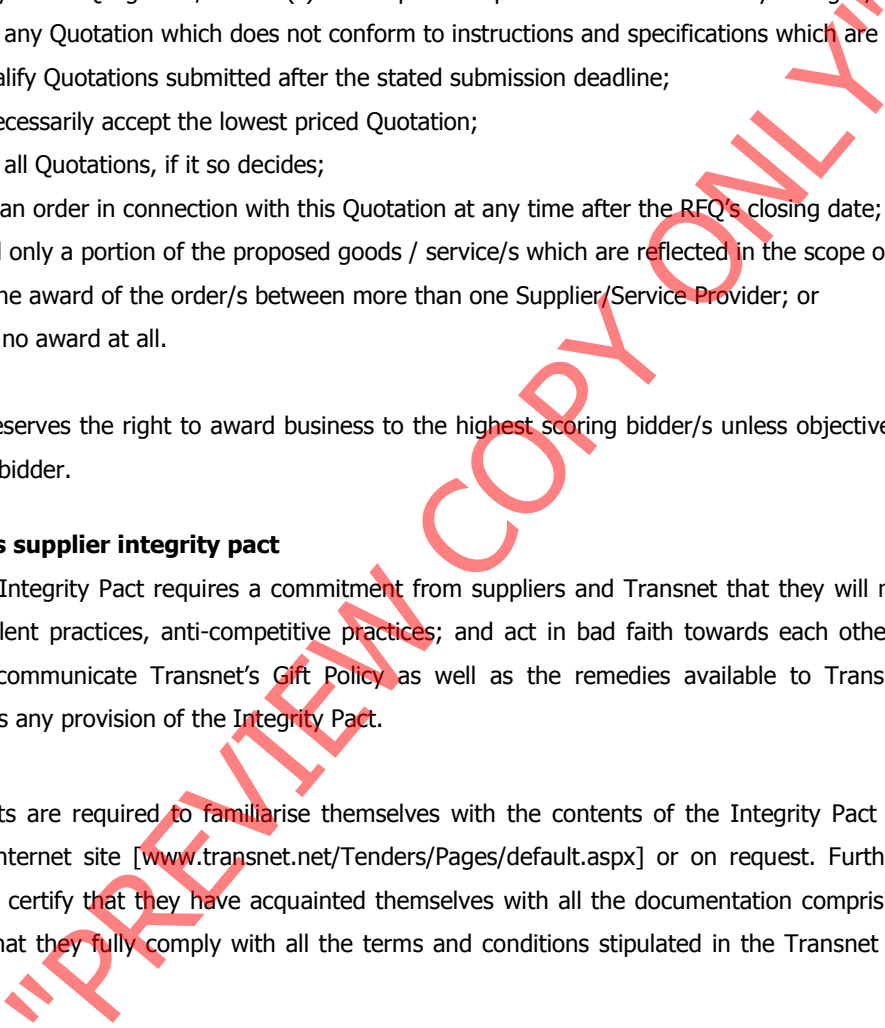 any Quotation which does not conform to instructions and specifications which are
alify Quotations submitted after the stated submission deadline;
ecessarily accept the lowest priced Quotation;
all Quotations, if it so decides;
an order in connection with this Quotation at any time after the RFQ's closing date;
only a portion of the proposed goods / service/s which are reflected in the scope o
he award of the order/s between more than one Supplier/Service Provider; or
no award at all.
eserves the right to award business to the highest scoring bidder/s unless objective
bidder.
s supplier integrity pact
Integrity Pact requires a commitment from suppliers and Transnet that they will
lent practices, anti-competitive practices; and act in bad faith towards each othe
communicate Transnet's Gift Policy as well as the remedies available to Trans
s any provision of the Integrity Pact.
ts are required to familiarise themselves with the contents of the Integrity Pact
nternet site [www.transnet.net/Tenders/Pages/default.aspx] or on request. Furth
certify that they have acquainted themselves with all the documentation compris
hat they fully comply with all the terms and conditions stipulated in the Transnet
"PREVIEW COPY ONLY"